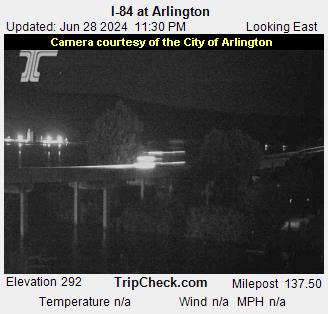 I-84 at Arlington
Updated: Jun 28 2024 11:30 PM Looking East
Camera courtesy of the City of Arlington
Elevation 292 TripCheck.com Milepost 137.50
Temperature n/a Wind n/a MPH n/a